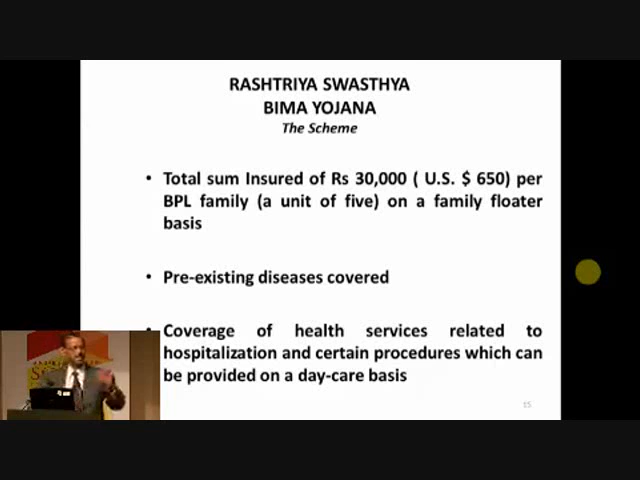 RASHTRIYA SWASTHYA
BIMA YOJANA
The Scheme
• Total sum Insured of Rs 30,000 ( U.S. $ 650) per
BPL family (a unit of five) on a family floater
basis
• Pre-existing diseases covered
• Coverage of health services related to
hospitalization and certain procedures which can
be provided on a day-care basis
15